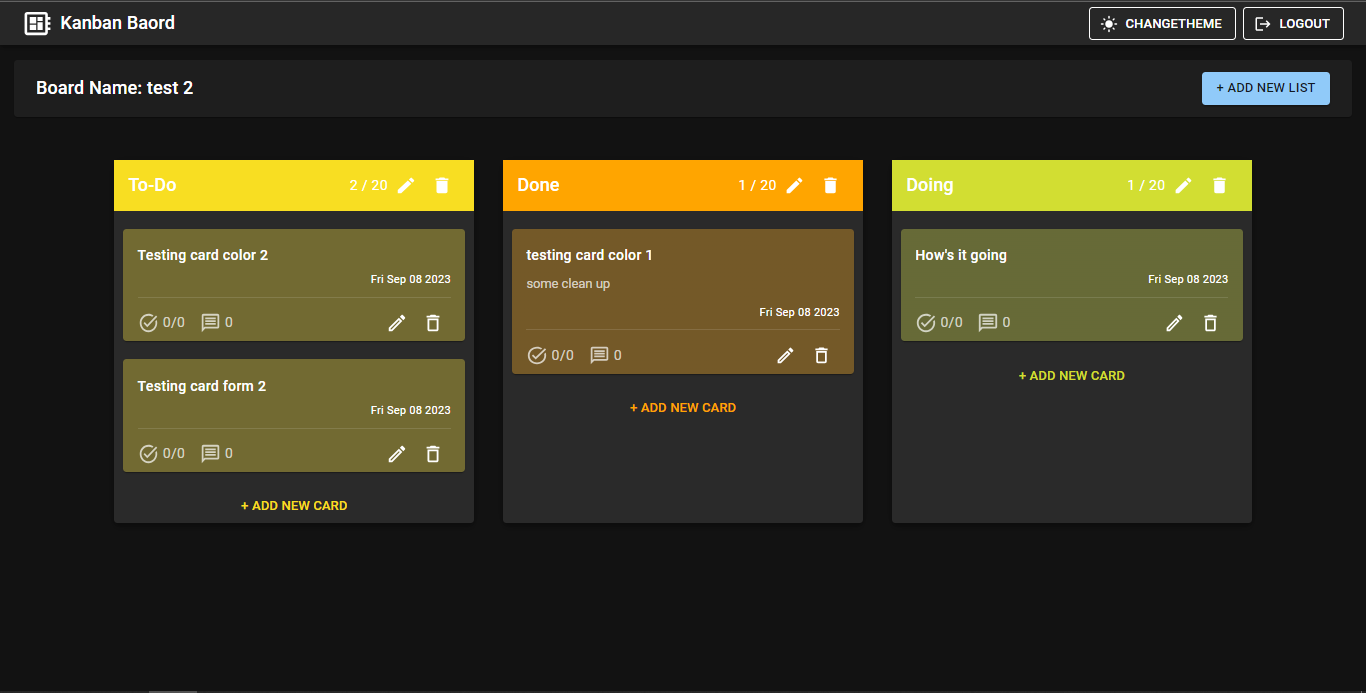 Kanban Baord
CHANGETHEME
LOGOUT
Board Name: test 2
+ ADD NEW LIST
To-Do
2 / 20
Testing card color 2
Fri Sep 08 2023
0/0
0
Testing card form 2
Fri Sep 08 2023
0/0
0
+ ADD NEW CARD
Done
1 / 20
testing card color 1
some clean up
Fri Sep 08 2023
0/0
0
+ ADD NEW CARD
Doing
1 / 20
How's it going
Fri Sep 08 2023
0/0
0
+ ADD NEW CARD